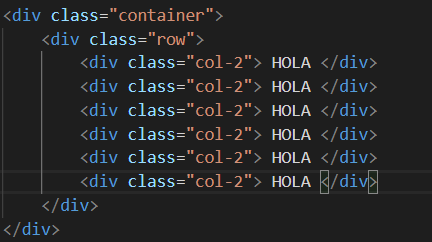 <div class="container">
<div class="row">
<div class="col-2"> HOLA </div>
<div class="col-2"> HOLA </div>
<div class="col-2"> HOLA </div>
<div class="col-2"> HOLA </div>
<div class="col-2"> HOLA </div>
<div class="col-2"> HOLA </div>
</div>
</div>